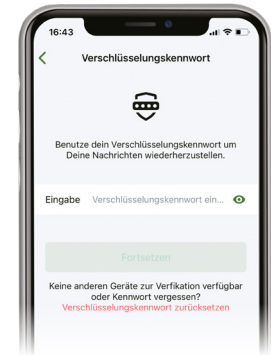 16:43
Verschlüsselungskennwort
Benutze dein Verschlüsselungskennwort um
Deine Nachrichten wiederherzustellen.
Eingabe Verschlüsselungskennwort ein...
Fortsetzen
Keine anderen Geräte zur Verfikation verfügbar
oder Kennwort vergessen?
Verschlüsselungskennwort zurücksetzen